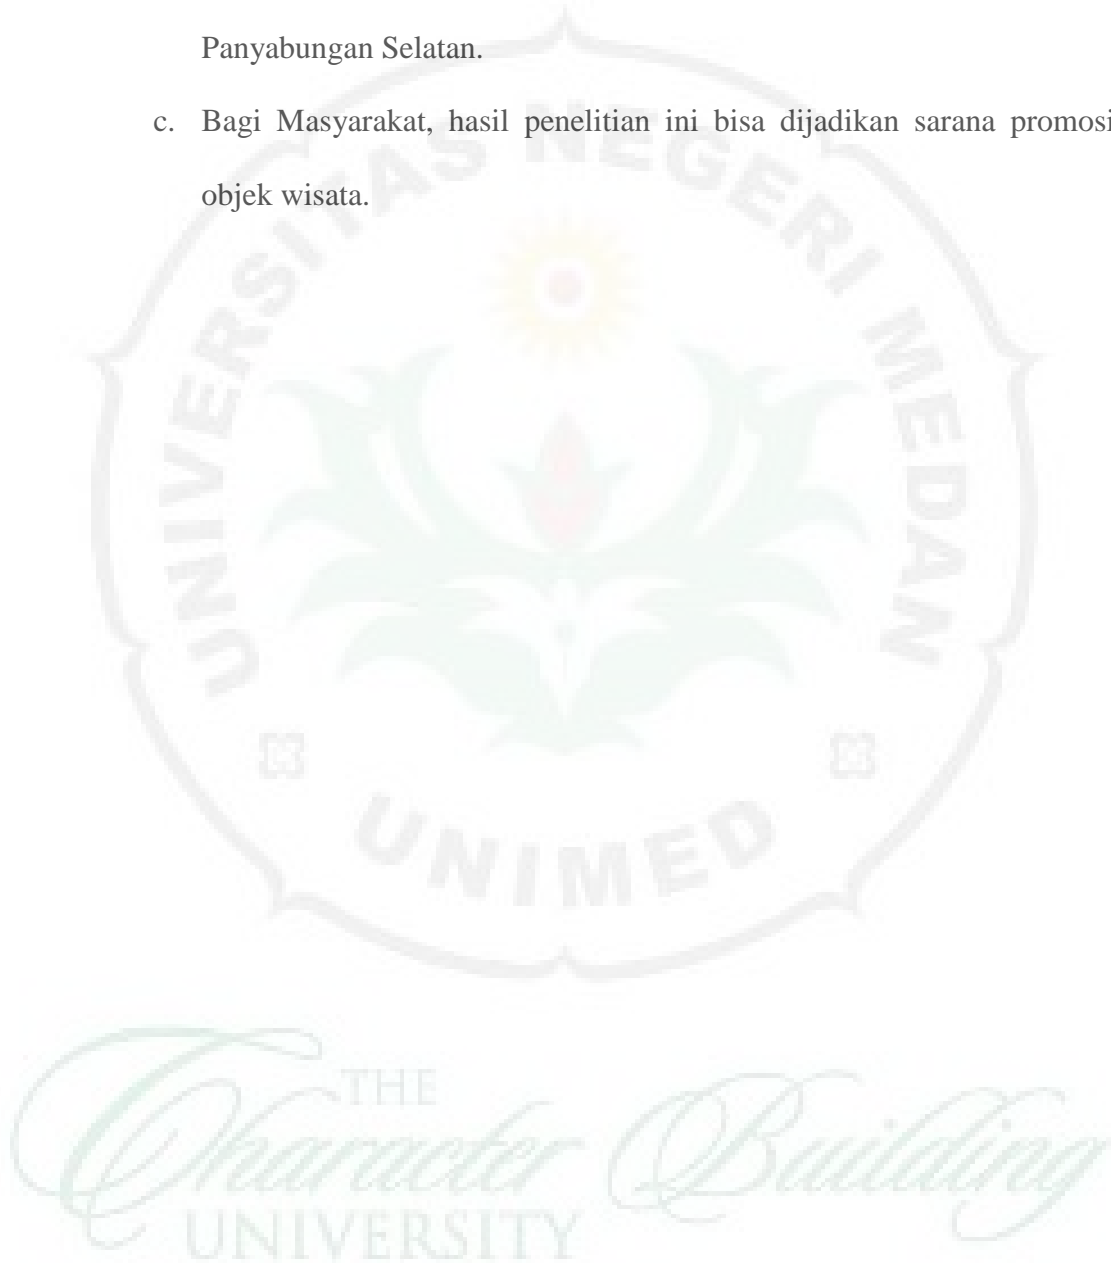 Panyabungan Selatan.
c. Bagi Masyarakat, hasil penelitian ini bisa dijadikan sarana promosi
objek wisata.
UNIVERSITAS NEGERI MEDAN
UNIMED
THE
Character Building
UNIVERSITY